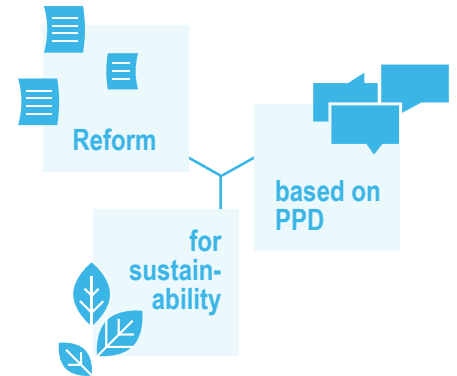 Reform
based on
PPD
for
sustain-
ability